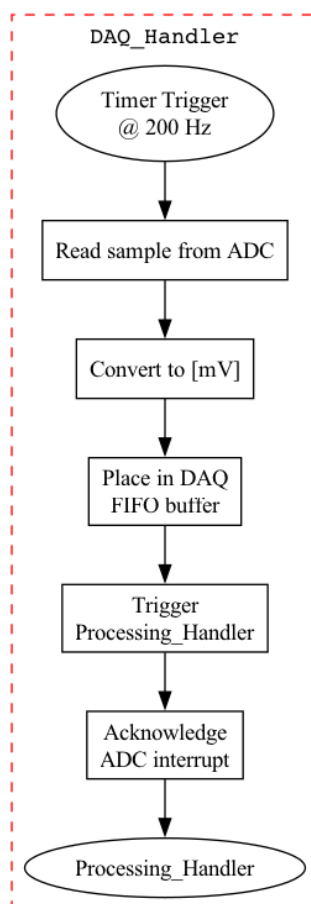 DAQ_Handler
Timer Trigger
@ 200 Hz
Read sample from ADC
Convert to [mV]
Place in DAQ
FIFO buffer
Trigger
Processing_Handler
Acknowledge
ADC interrupt
Processing_Handler